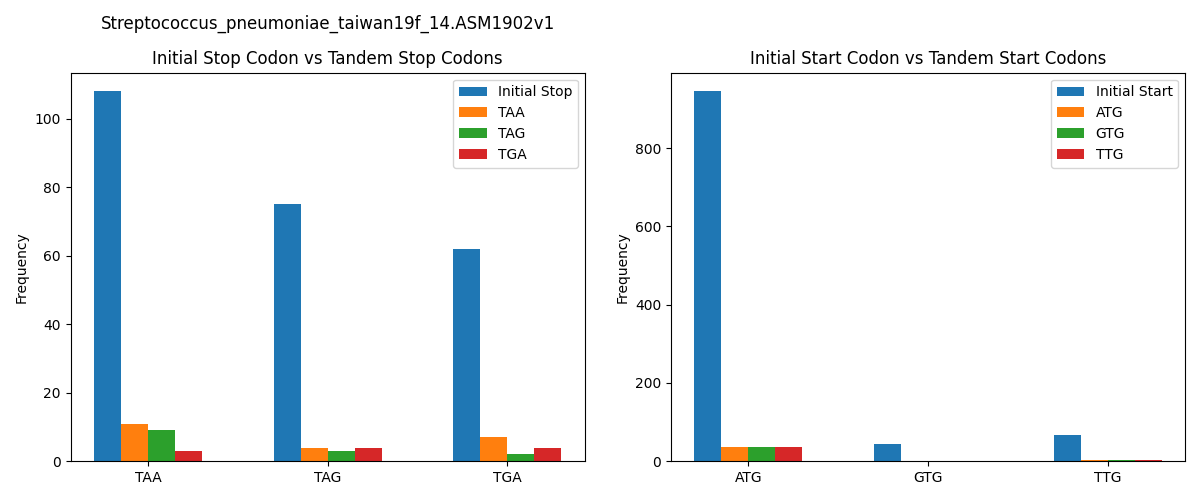 Streptococcus_pneumoniae_taiwan19f_14.ASM1902v1
Initial Stop Codon vs Tandem Stop Codons
Frequency
100
80
60
40
20
0
TAA
TAG
TGA
Initial Stop
TAA
TAG
TGA
Initial Start Codon vs Tandem Start Codons
Frequency
800
600
400
200
0
ATG
GTG
TTG
Initial Start
ATG
GTG
TTG